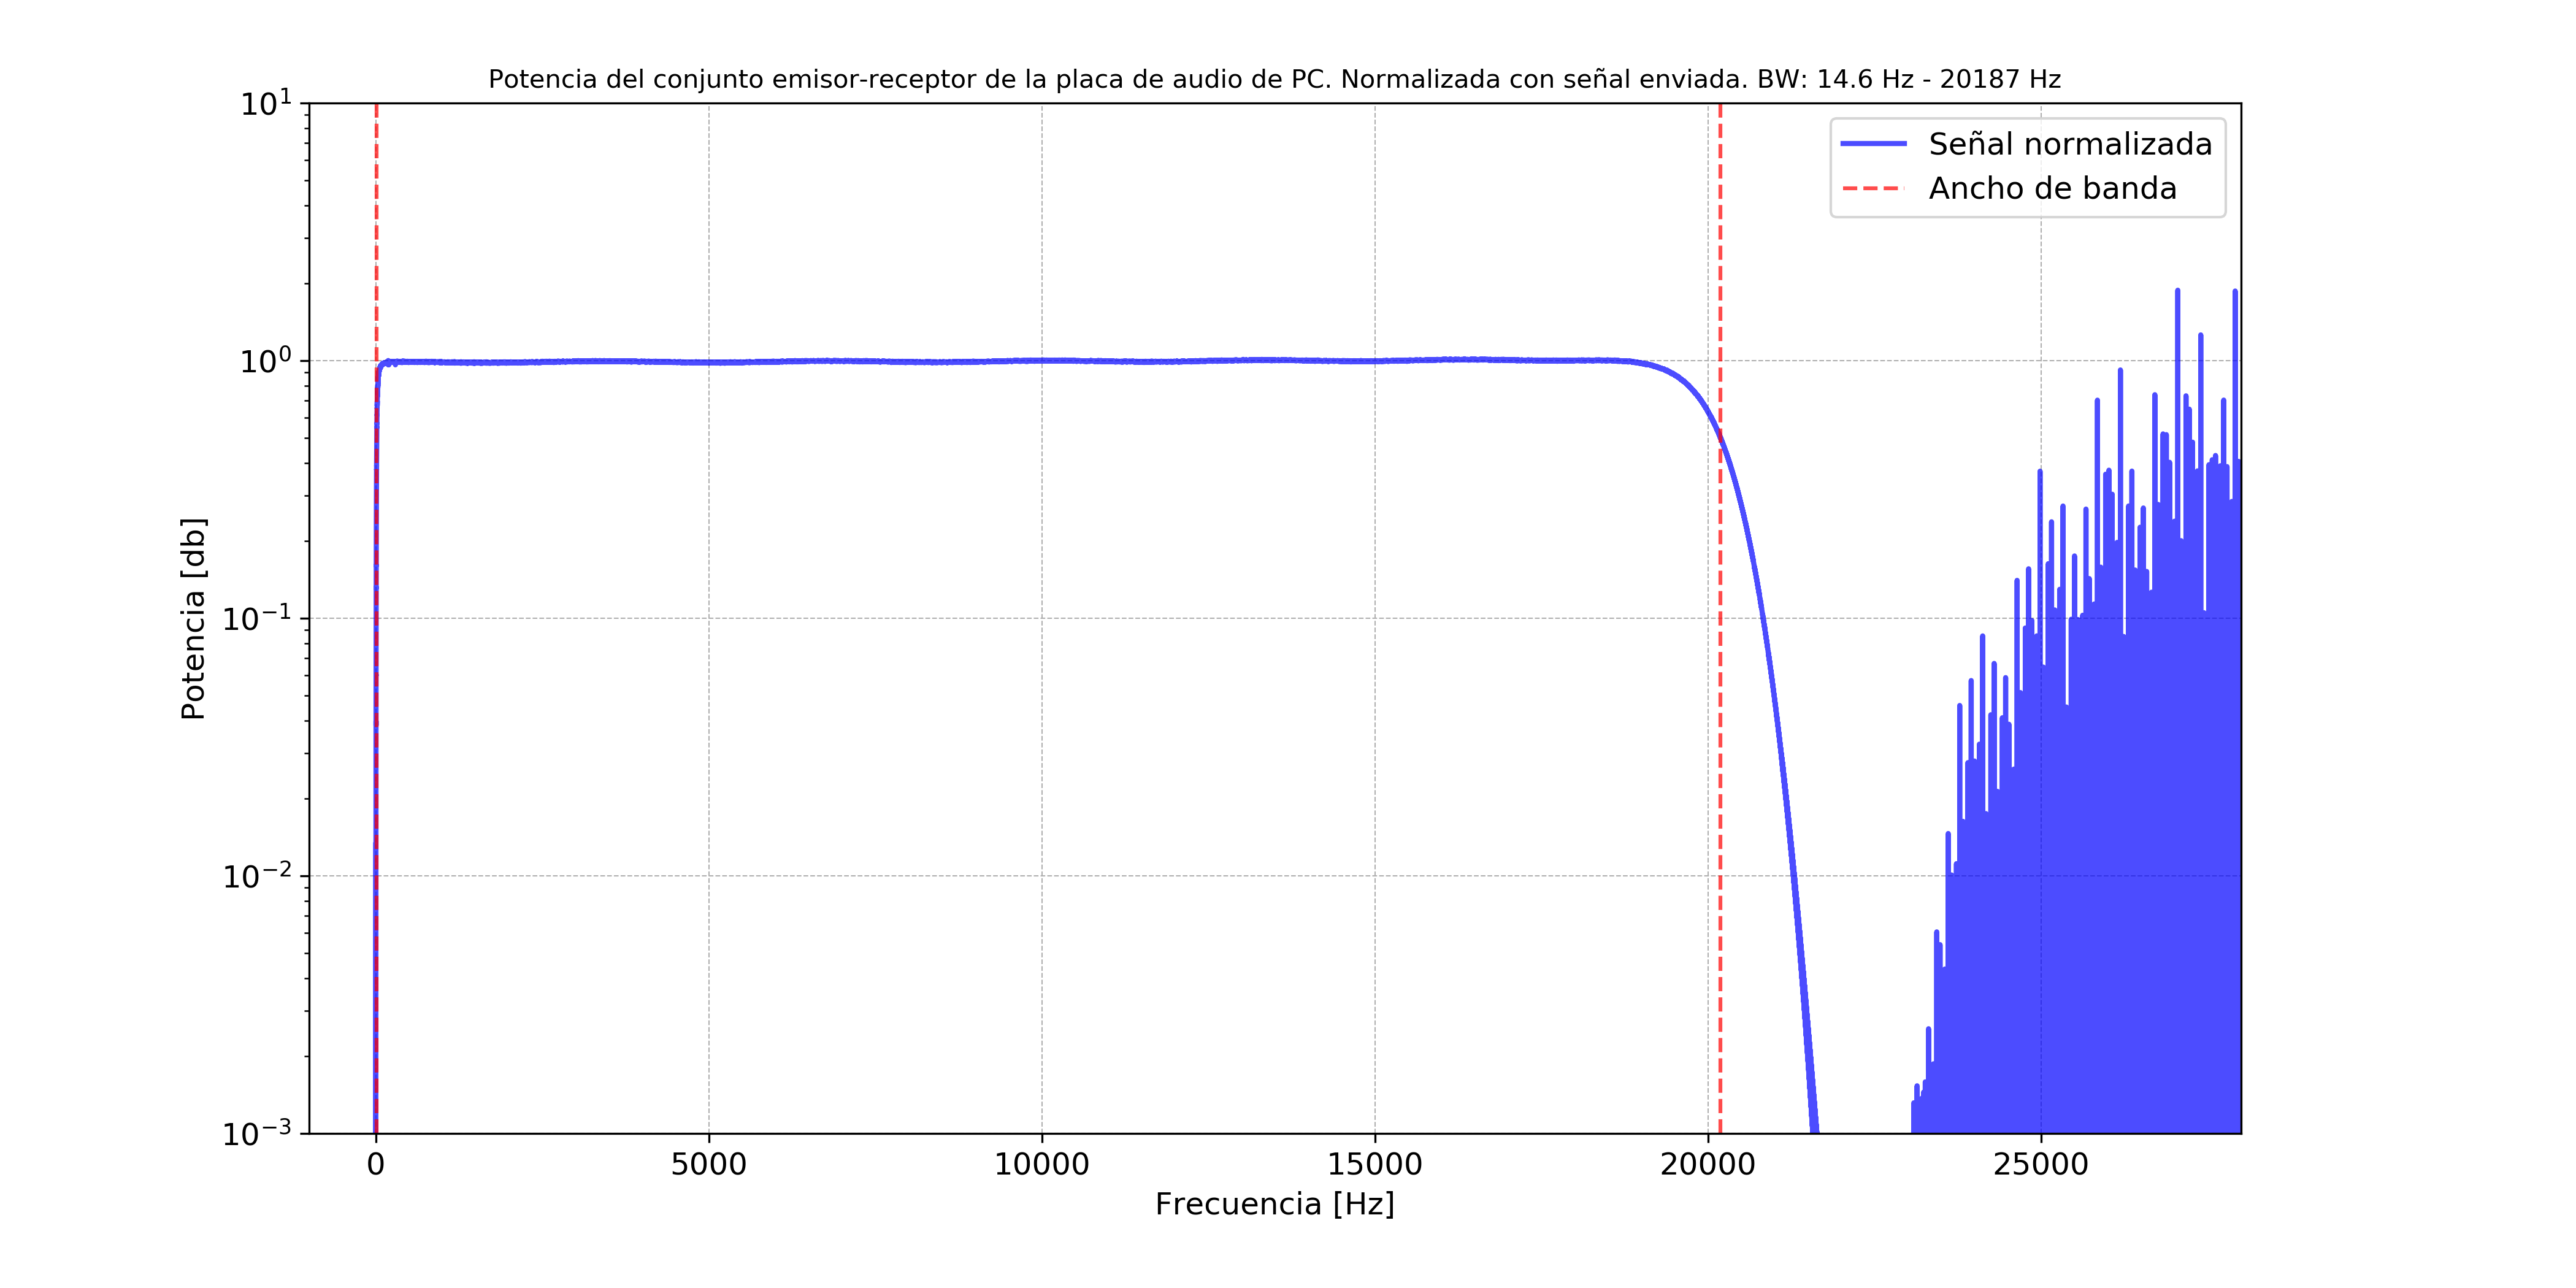 Potencia del conjunto emisor-receptor de la placa de audio de PC. Normalizada con señal enviada. BW: 14.6 Hz - 20187 Hz
Señal normalizada
Ancho de banda
Potencia [db]
10¹
10⁰
10⁻¹
10⁻²
10⁻³
0 5000 10000 15000 20000 25000
Frecuencia [Hz]